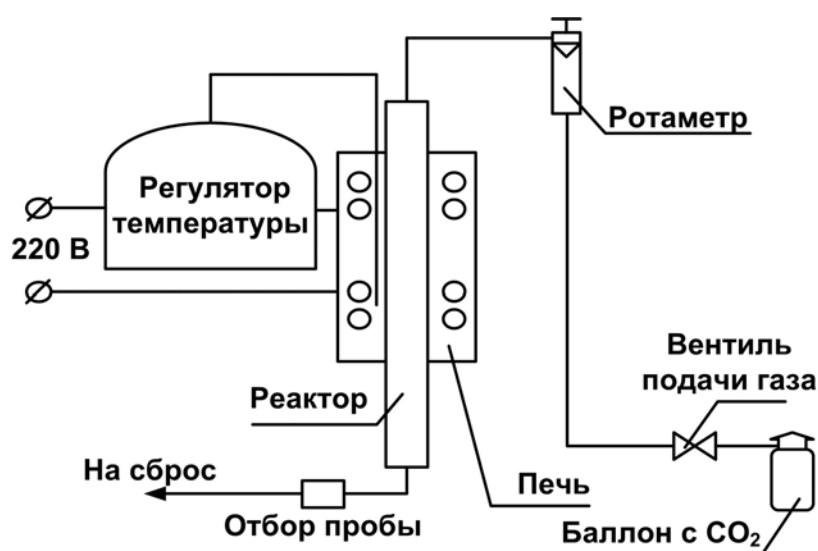 Ротаметр
Регулятор
температуры
220 В
Вентиль
подачи газа
Реактор
На сброс
Печь
Отбор пробы
Баллон с CO₂